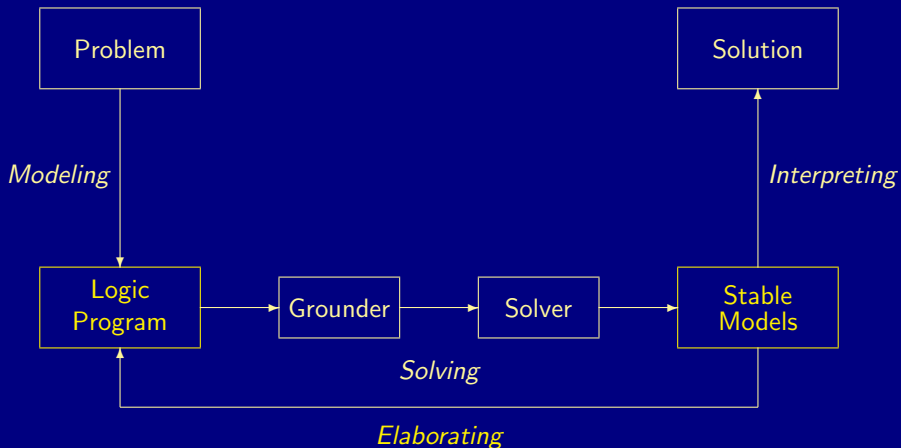 Problem
Solution
Modeling
Interpreting
Logic
Program
Grounder
Solver
Stable
Models
Solving
Elaborating